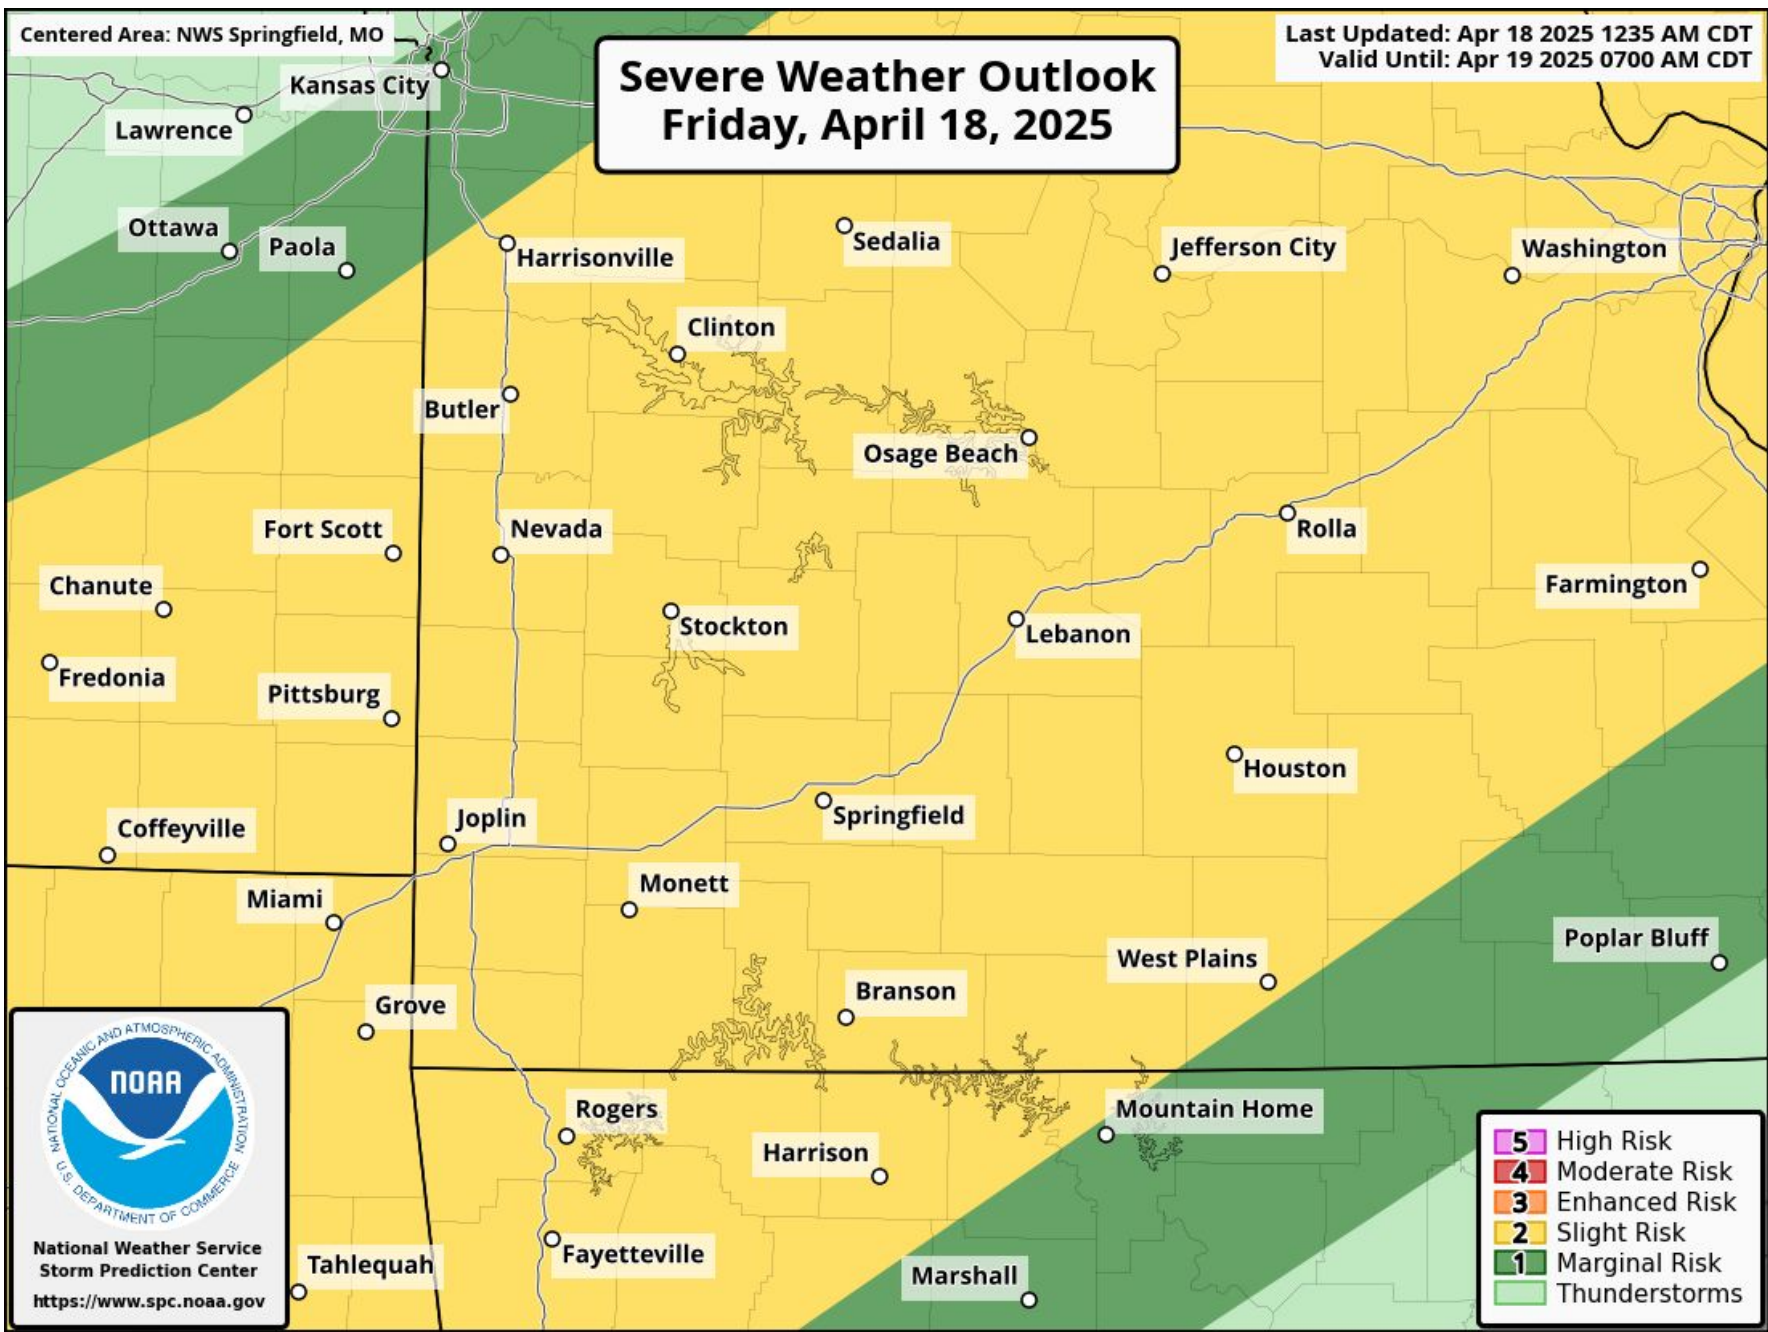 Centered Area: NWS Springfield, MO
Last Updated: Apr 18 2025 1235 AM CDT
Valid Until: Apr 19 2025 0700 AM CDT
Severe Weather Outlook
Friday, April 18, 2025
Kansas City
Lawrence
Ottawa
Paola
Harrisonville
Sedalia
Jefferson City
Washington
Clinton
Butler
Osage Beach
Fort Scott
Nevada
Rolla
Chanute
Farmington
Stockton
Lebanon
Fredonia
Pittsburg
Houston
Coffeyville
Joplin
Springfield
Miami
Monett
Poplar Bluff
West Plains
Grove
Branson
Rogers
Mountain Home
Harrison
Tahlequah
Fayetteville
Marshall
NATIONAL OCEANIC AND ATMOSPHERIC ADMINISTRATION
NOAA
U.S. DEPARTMENT OF COMMERCE
National Weather Service
Storm Prediction Center
https://www.spc.noaa.gov
5 High Risk
4 Moderate Risk
3 Enhanced Risk
2 Slight Risk
1 Marginal Risk
Thunderstorms